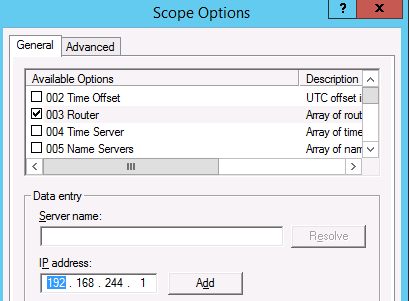 Scope Options
? X
General Advanced
Available Options Description
002 Time Offset UTC offset i
003 Router Array of rout
004 Time Server Array of time
005 Name Servers Array of nam
Data entry
Server name:
Resolve
IP address:
192 . 168 . 244 . 1 Add